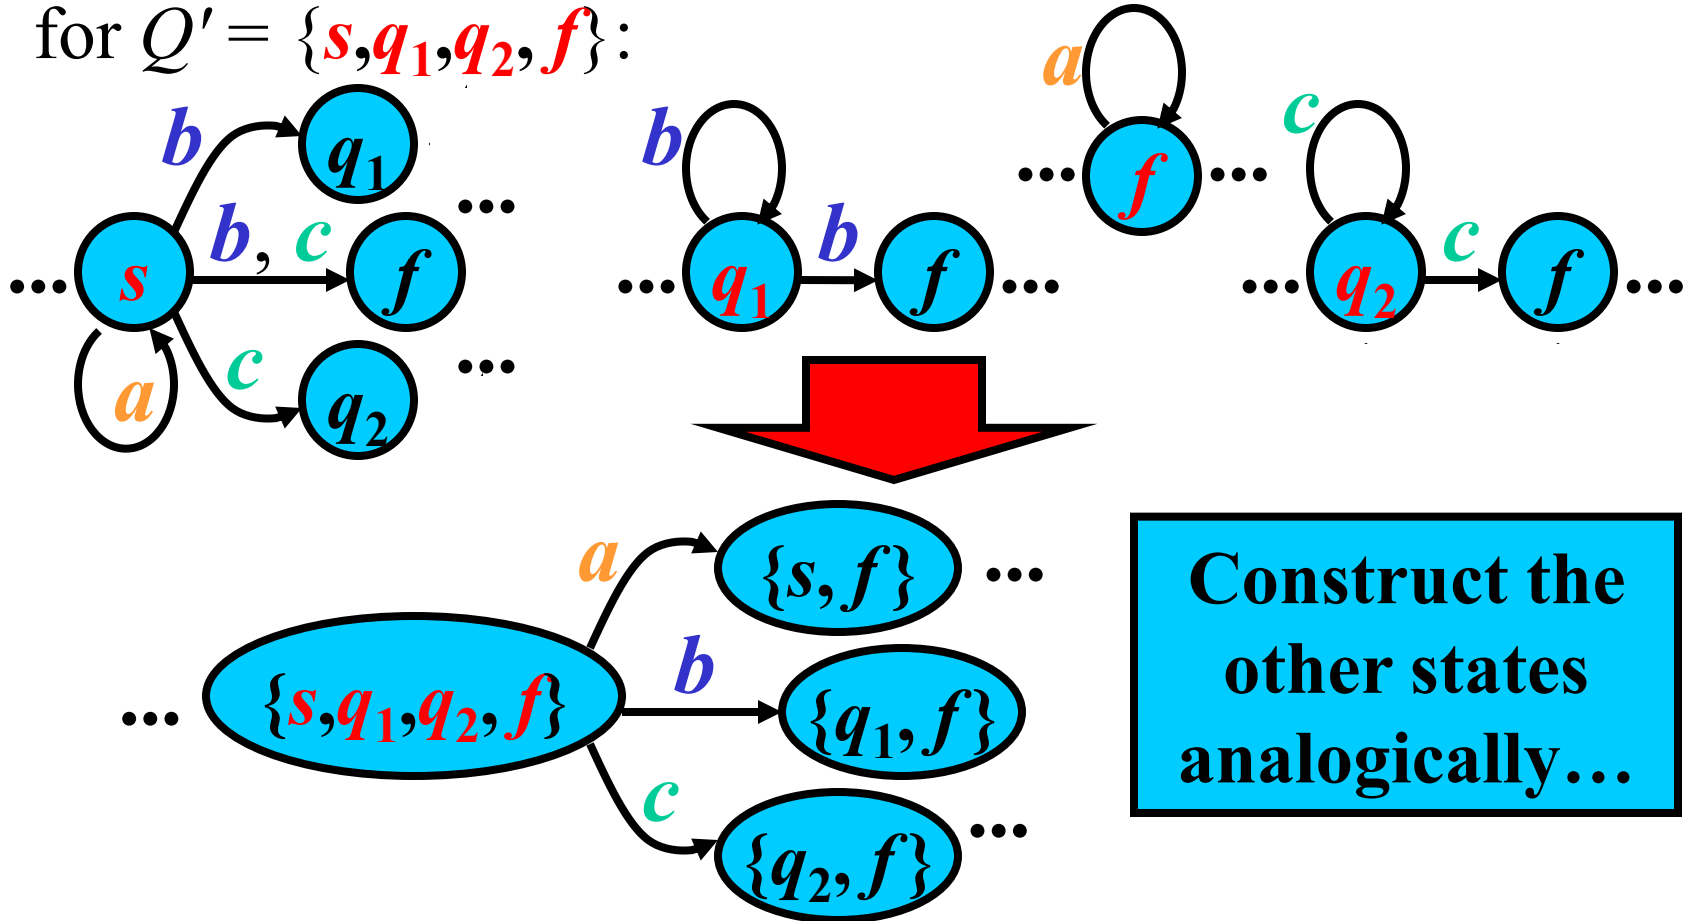 for Q' = {s,q₁,q₂,f}:
a
b
q₁
b
c
... f ...
...
b, c
... s
f
b
... q₁
f ...
c
... q₂
f ...
a
c
q₂
...
a
{s,f} ...
... {s,q₁,q₂,f}
b
{q₁,f}
c
{q₂,f} ...
Construct the
other states
analogically...